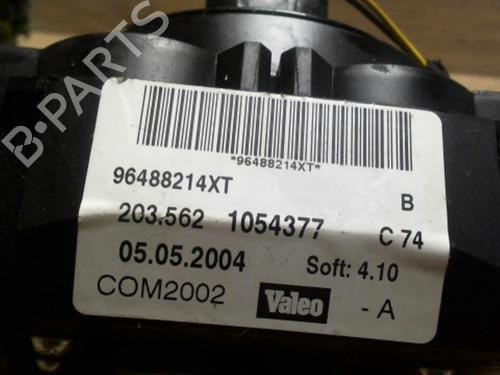 B-PARTS
*96488214XT*
96488214XT B
203.562 1054377 C 74
05.05.2004 Soft: 4.10
COM2002 Valeo - A